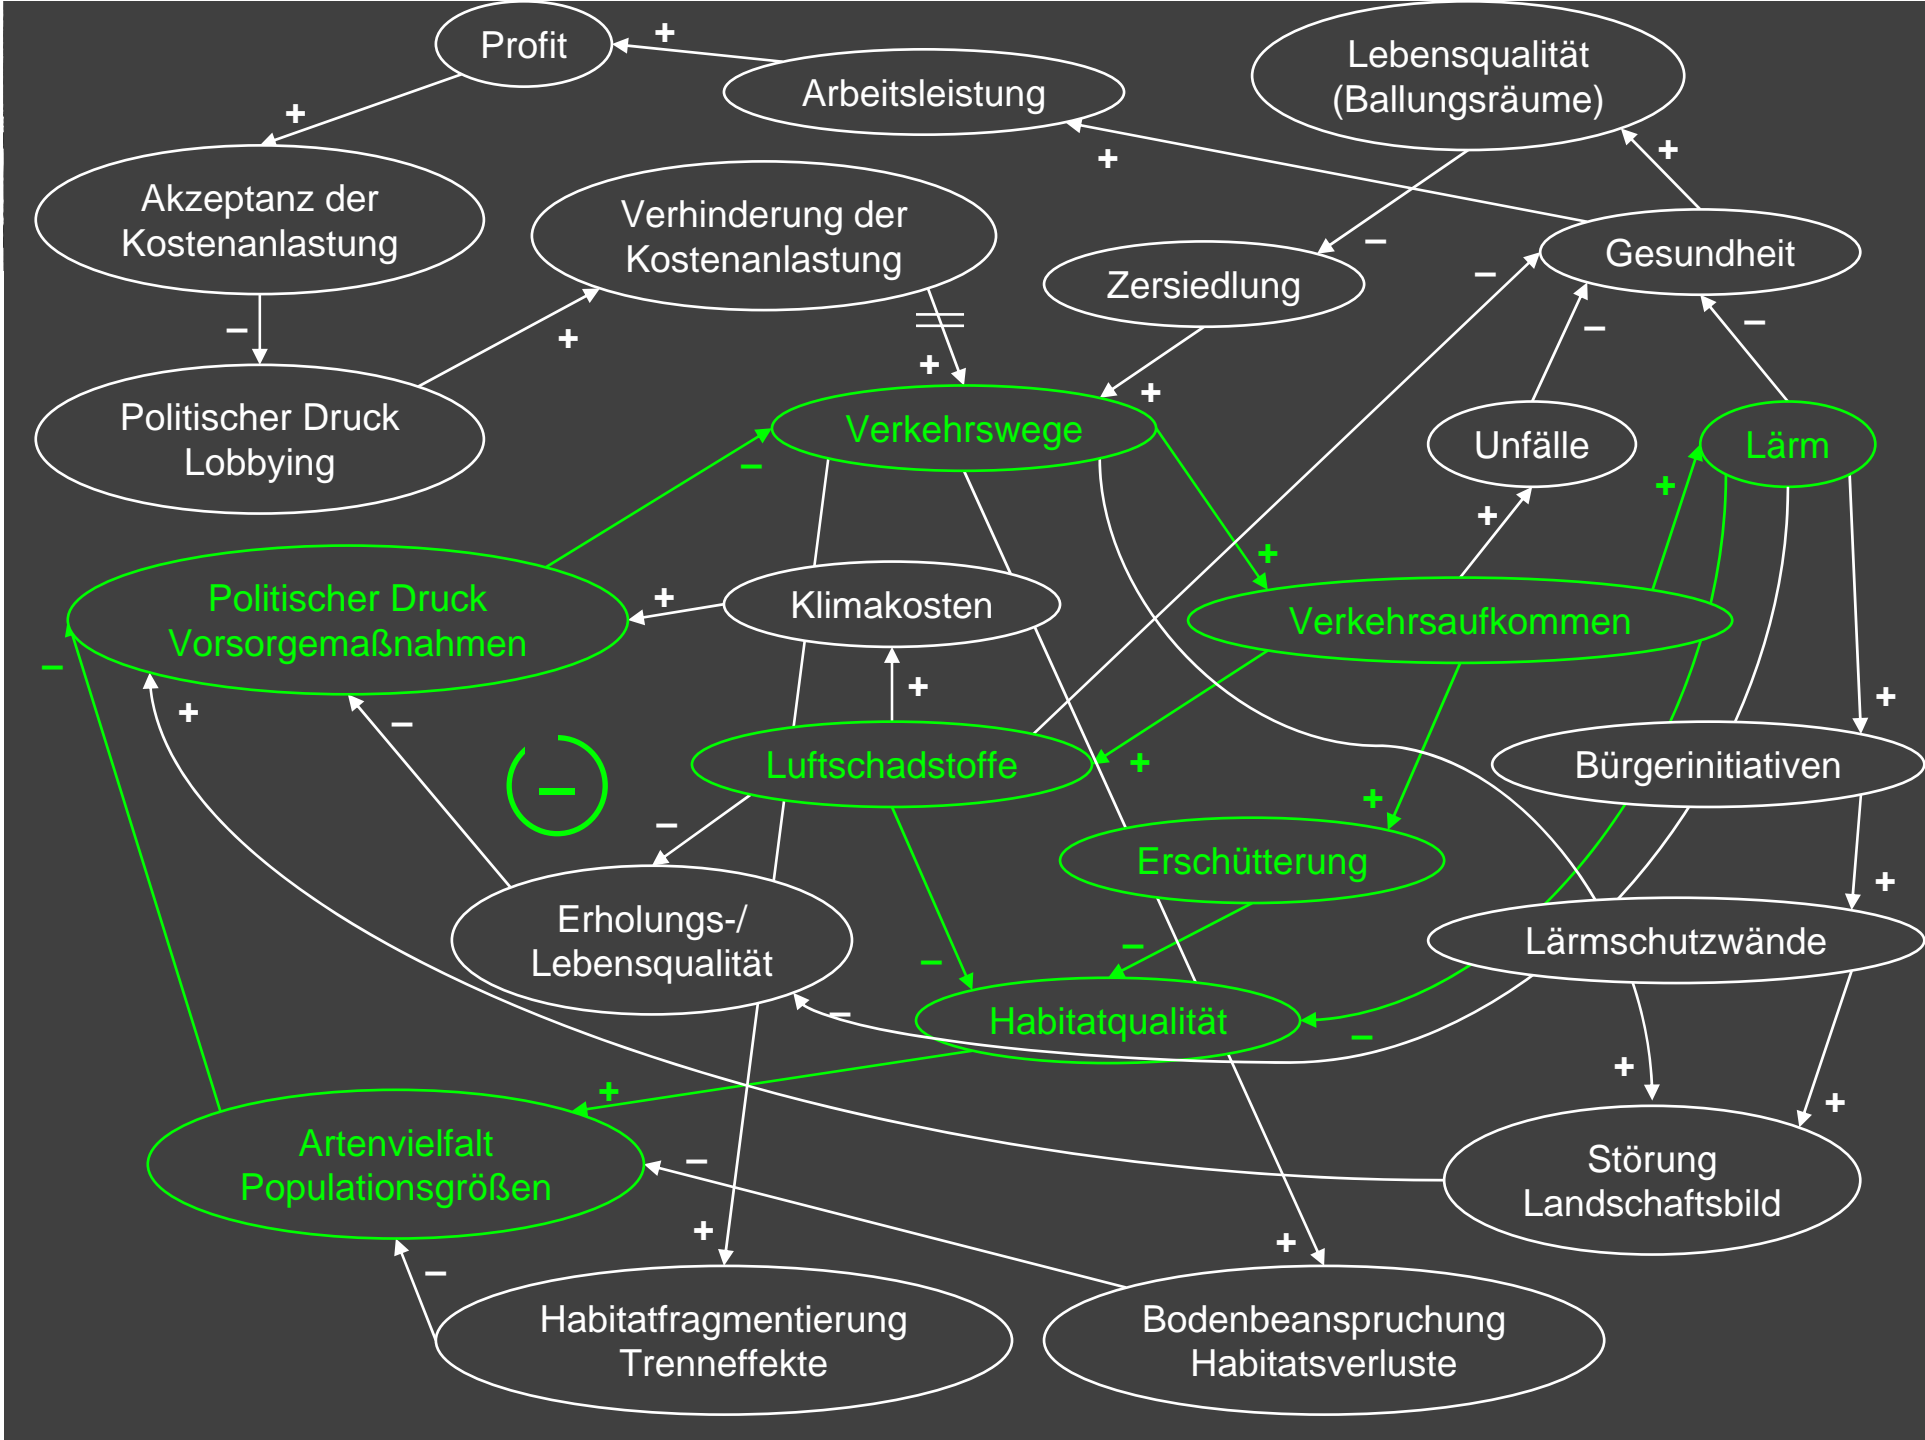 Profit
Arbeitsleistung
Lebensqualität
(Ballungsräume)
Akzeptanz der
Kostenanlastung
Verhinderung der
Kostenanlastung
Zersiedlung
Gesundheit
Politischer Druck
Lobbying
Verkehrswege
Unfälle
Lärm
Politischer Druck
Vorsorgemaßnahmen
Klimakosten
Verkehrsaufkommen
Luftschadstoffe
Bürgerinitiativen
Erschütterung
Erholungs-/
Lebensqualität
Lärmschutzwände
Habitatqualität
Artenvielfalt
Populationsgrößen
Störung
Landschaftsbild
Habitatfragmentierung
Trenneffekte
Bodenbeanspruchung
Habitatsverluste